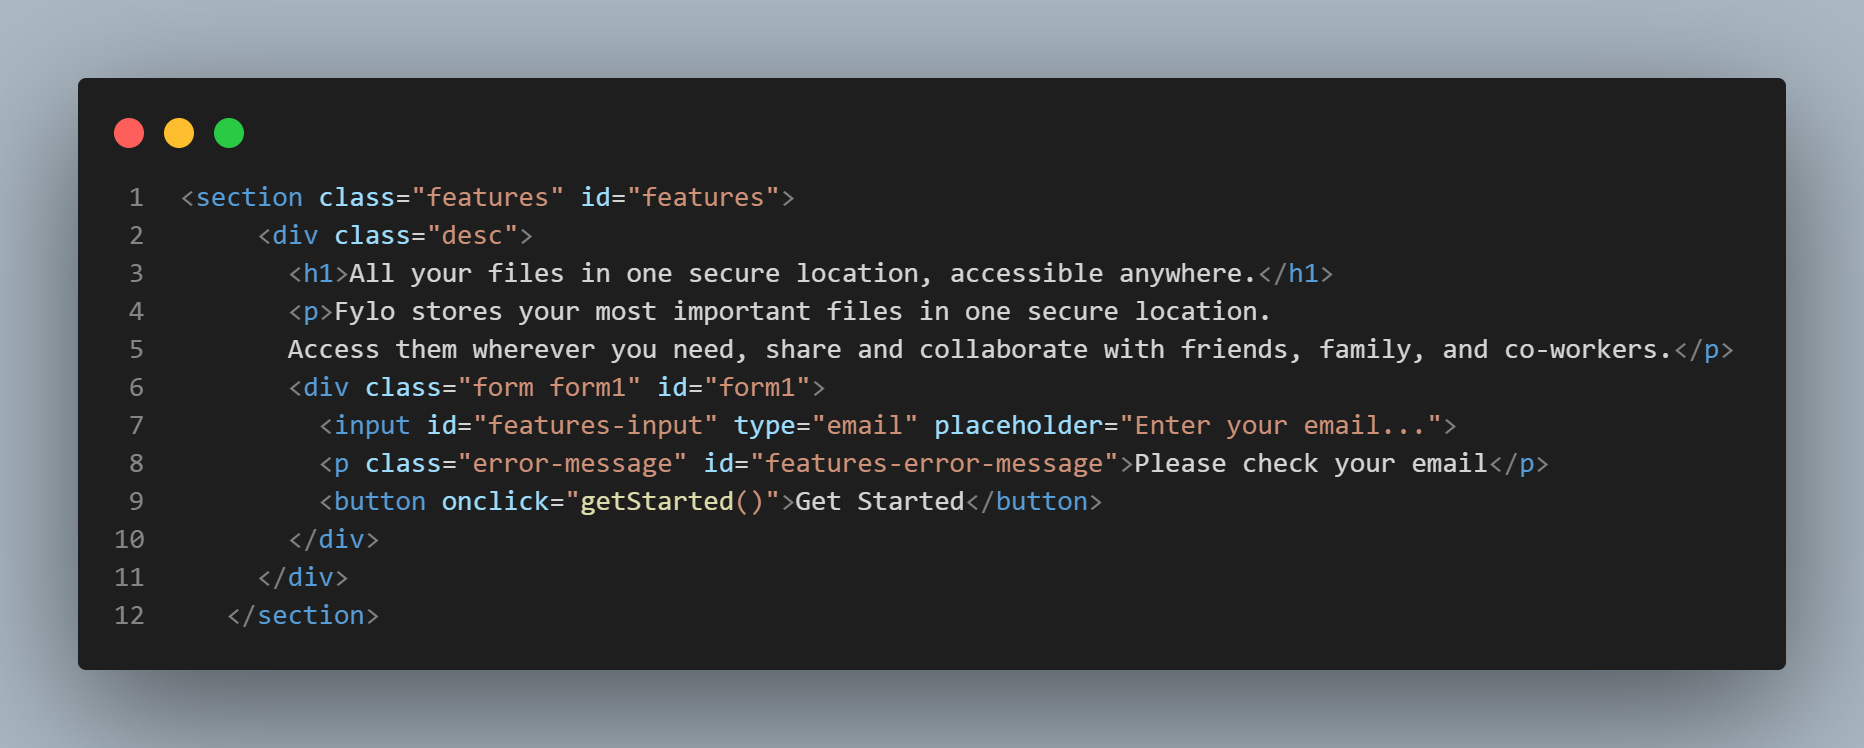 1 <section class="features" id="features">
2 <div class="desc">
3 <h1>All your files in one secure location, accessible anywhere.</h1>
4 <p>Fylo stores your most important files in one secure location.
5 Access them wherever you need, share and collaborate with friends, family, and co-workers.</p>
6 <div class="form form1" id="form1">
7 <input id="features-input" type="email" placeholder="Enter your email...">
8 <p class="error-message" id="features-error-message">Please check your email</p>
9 <button onclick="getStarted()">Get Started</button>
10 </div>
11 </div>
12 </section>